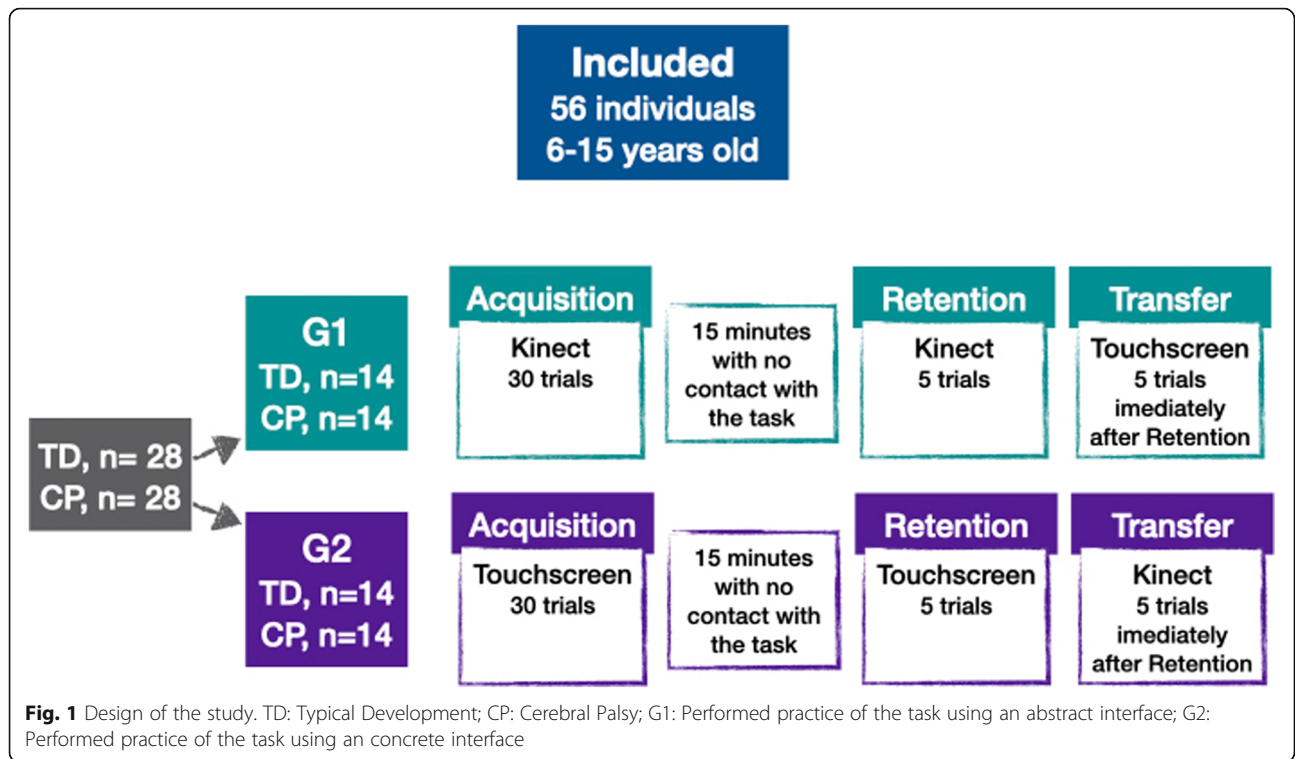 Included
56 individuals
6-15 years old
TD, n= 28
CP, n= 28
G1
TD, n=14
CP, n=14
Acquisition
Kinect
30 trials
15 minutes
with no
contact with
the task
Retention
Kinect
5 trials
Transfer
Touchscreen
5 trials
imediately
after Retention
G2
TD, n=14
CP, n=14
Acquisition
Touchscreen
30 trials
15 minutes
with no
contact with
the task
Retention
Touchscreen
5 trials
Transfer
Kinect
5 trials
imediately
after Retention
Fig. 1 Design of the study. TD: Typical Development; CP: Cerebral Palsy; G1: Performed practice of the task using an abstract interface; G2:
Performed practice of the task using an concrete interface